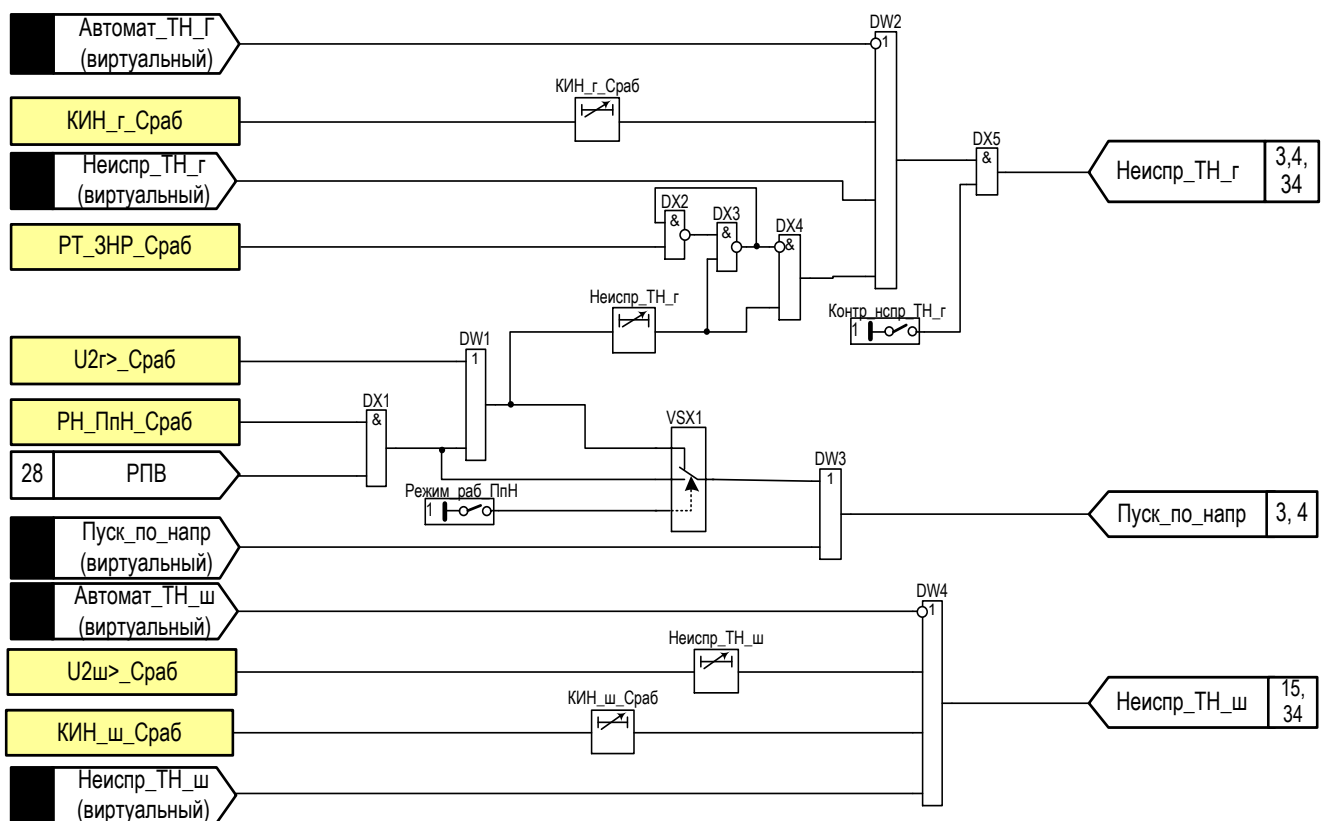 Автомат_ТН_Г
(виртуальный)
DW2
1
КИН_г_Сраб
КИН_г_Сраб
Неиспр_ТН_г
(виртуальный)
DX5
&
Неиспр_ТН_г
3,4,
34
РТ_ЗНР_Сраб
DX2
&
DX3
&
DX4
&
Неиспр_ТН_г
Контр_нспр_ТН_г
1
U2г>_Сраб
DW1
1
РН_ПпН_Сраб
DX1
&
VSX1
28
РПВ
Режим_раб_ПпН
1
DW3
1
Пуск_по_напр
3, 4
Пуск_по_напр
(виртуальный)
Автомат_ТН_ш
(виртуальный)
DW4
1
U2ш>_Сраб
Неиспр_ТН_ш
КИН_ш_Сраб
КИН_ш_Сраб
Неиспр_ТН_ш
15,
34
Неиспр_ТН_ш
(виртуальный)